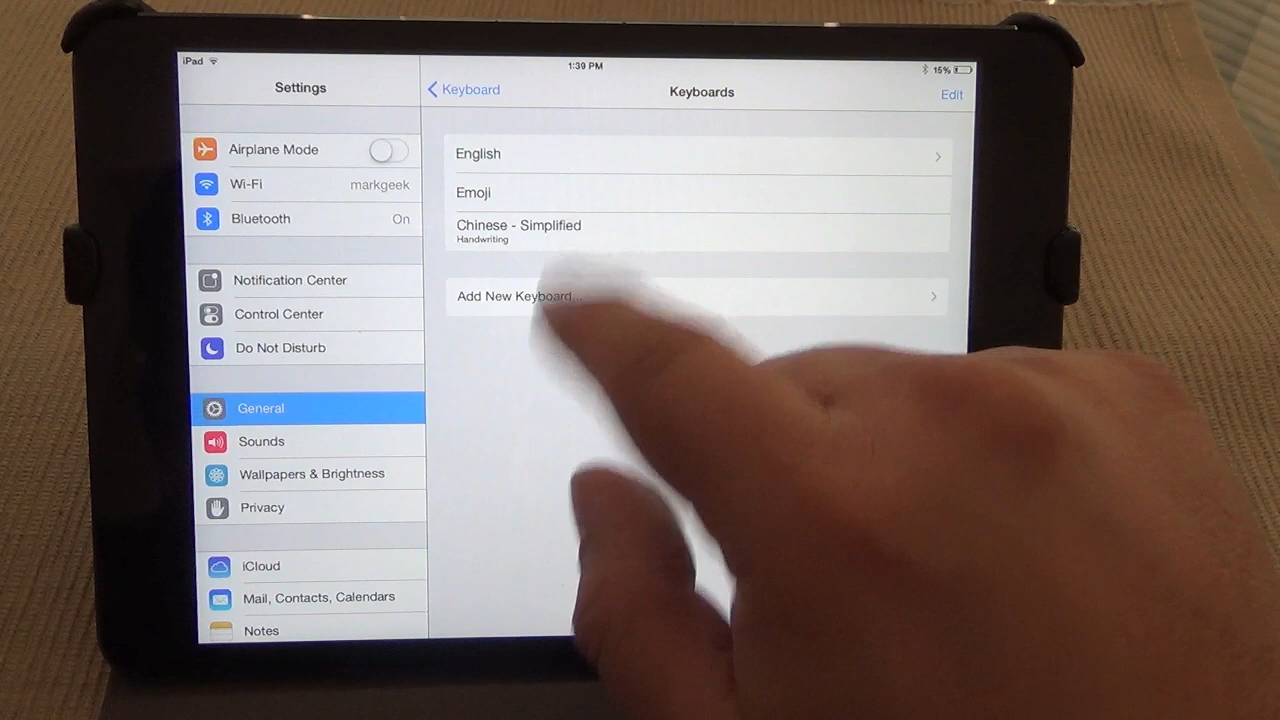 iPad
1:39 PM
15%
Settings
Keyboard
Keyboards
Edit
Airplane Mode
Wi-Fi
markgeek
Bluetooth
On
Notification Center
Control Center
Do Not Disturb
General
Sounds
Wallpapers & Brightness
Privacy
iCloud
Mail, Contacts, Calendars
Notes
English
Emoji
Chinese - Simplified
Handwriting
Add New Keyboard...